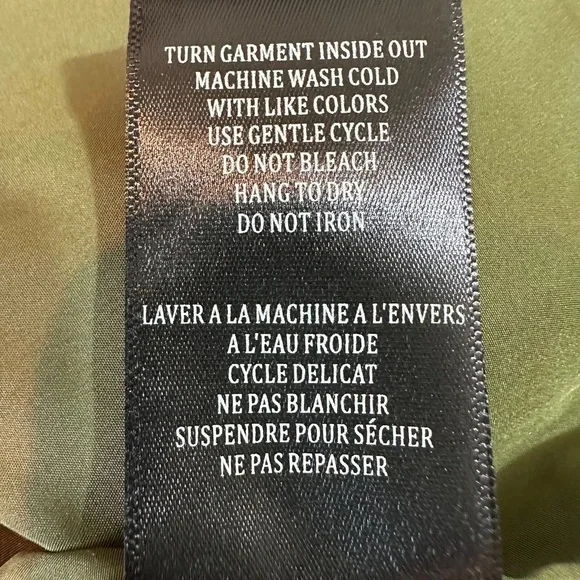 TURN GARMENT INSIDE OUT
MACHINE WASH COLD
WITH LIKE COLORS
USE GENTLE CYCLE
DO NOT BLEACH
HANG TO DRY
DO NOT IRON
LAVER A LA MACHINE A L'ENVERS
A L'EAU FROIDE
CYCLE DELICAT
NE PAS BLANCHIR
SUSPENDRE POUR SÉCHER
NE PAS REPASSER